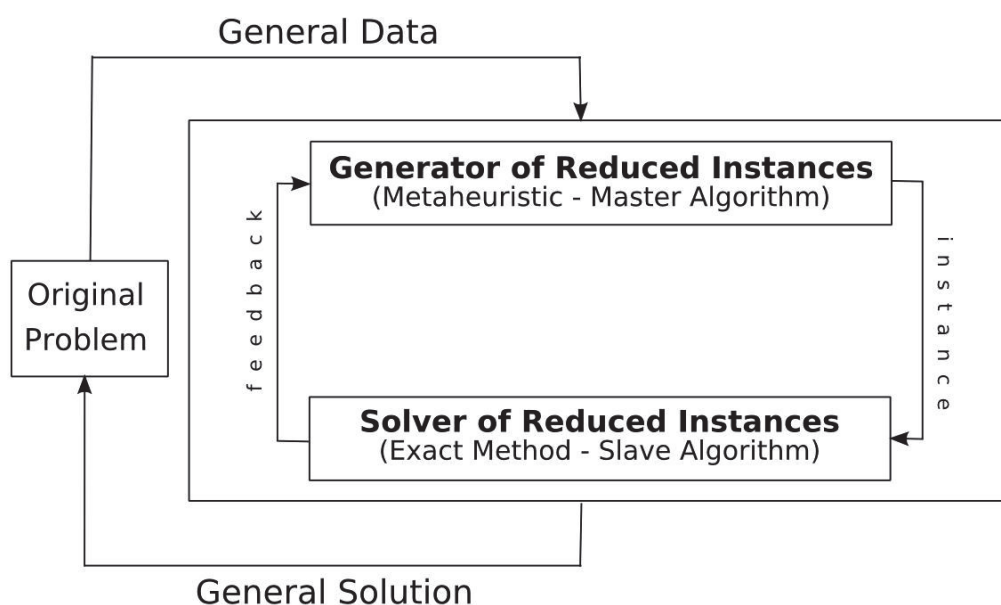 General Data
Generator of Reduced Instances
(Metaheuristic - Master Algorithm)
feedback
instance
Original
Problem
Solver of Reduced Instances
(Exact Method - Slave Algorithm)
General Solution